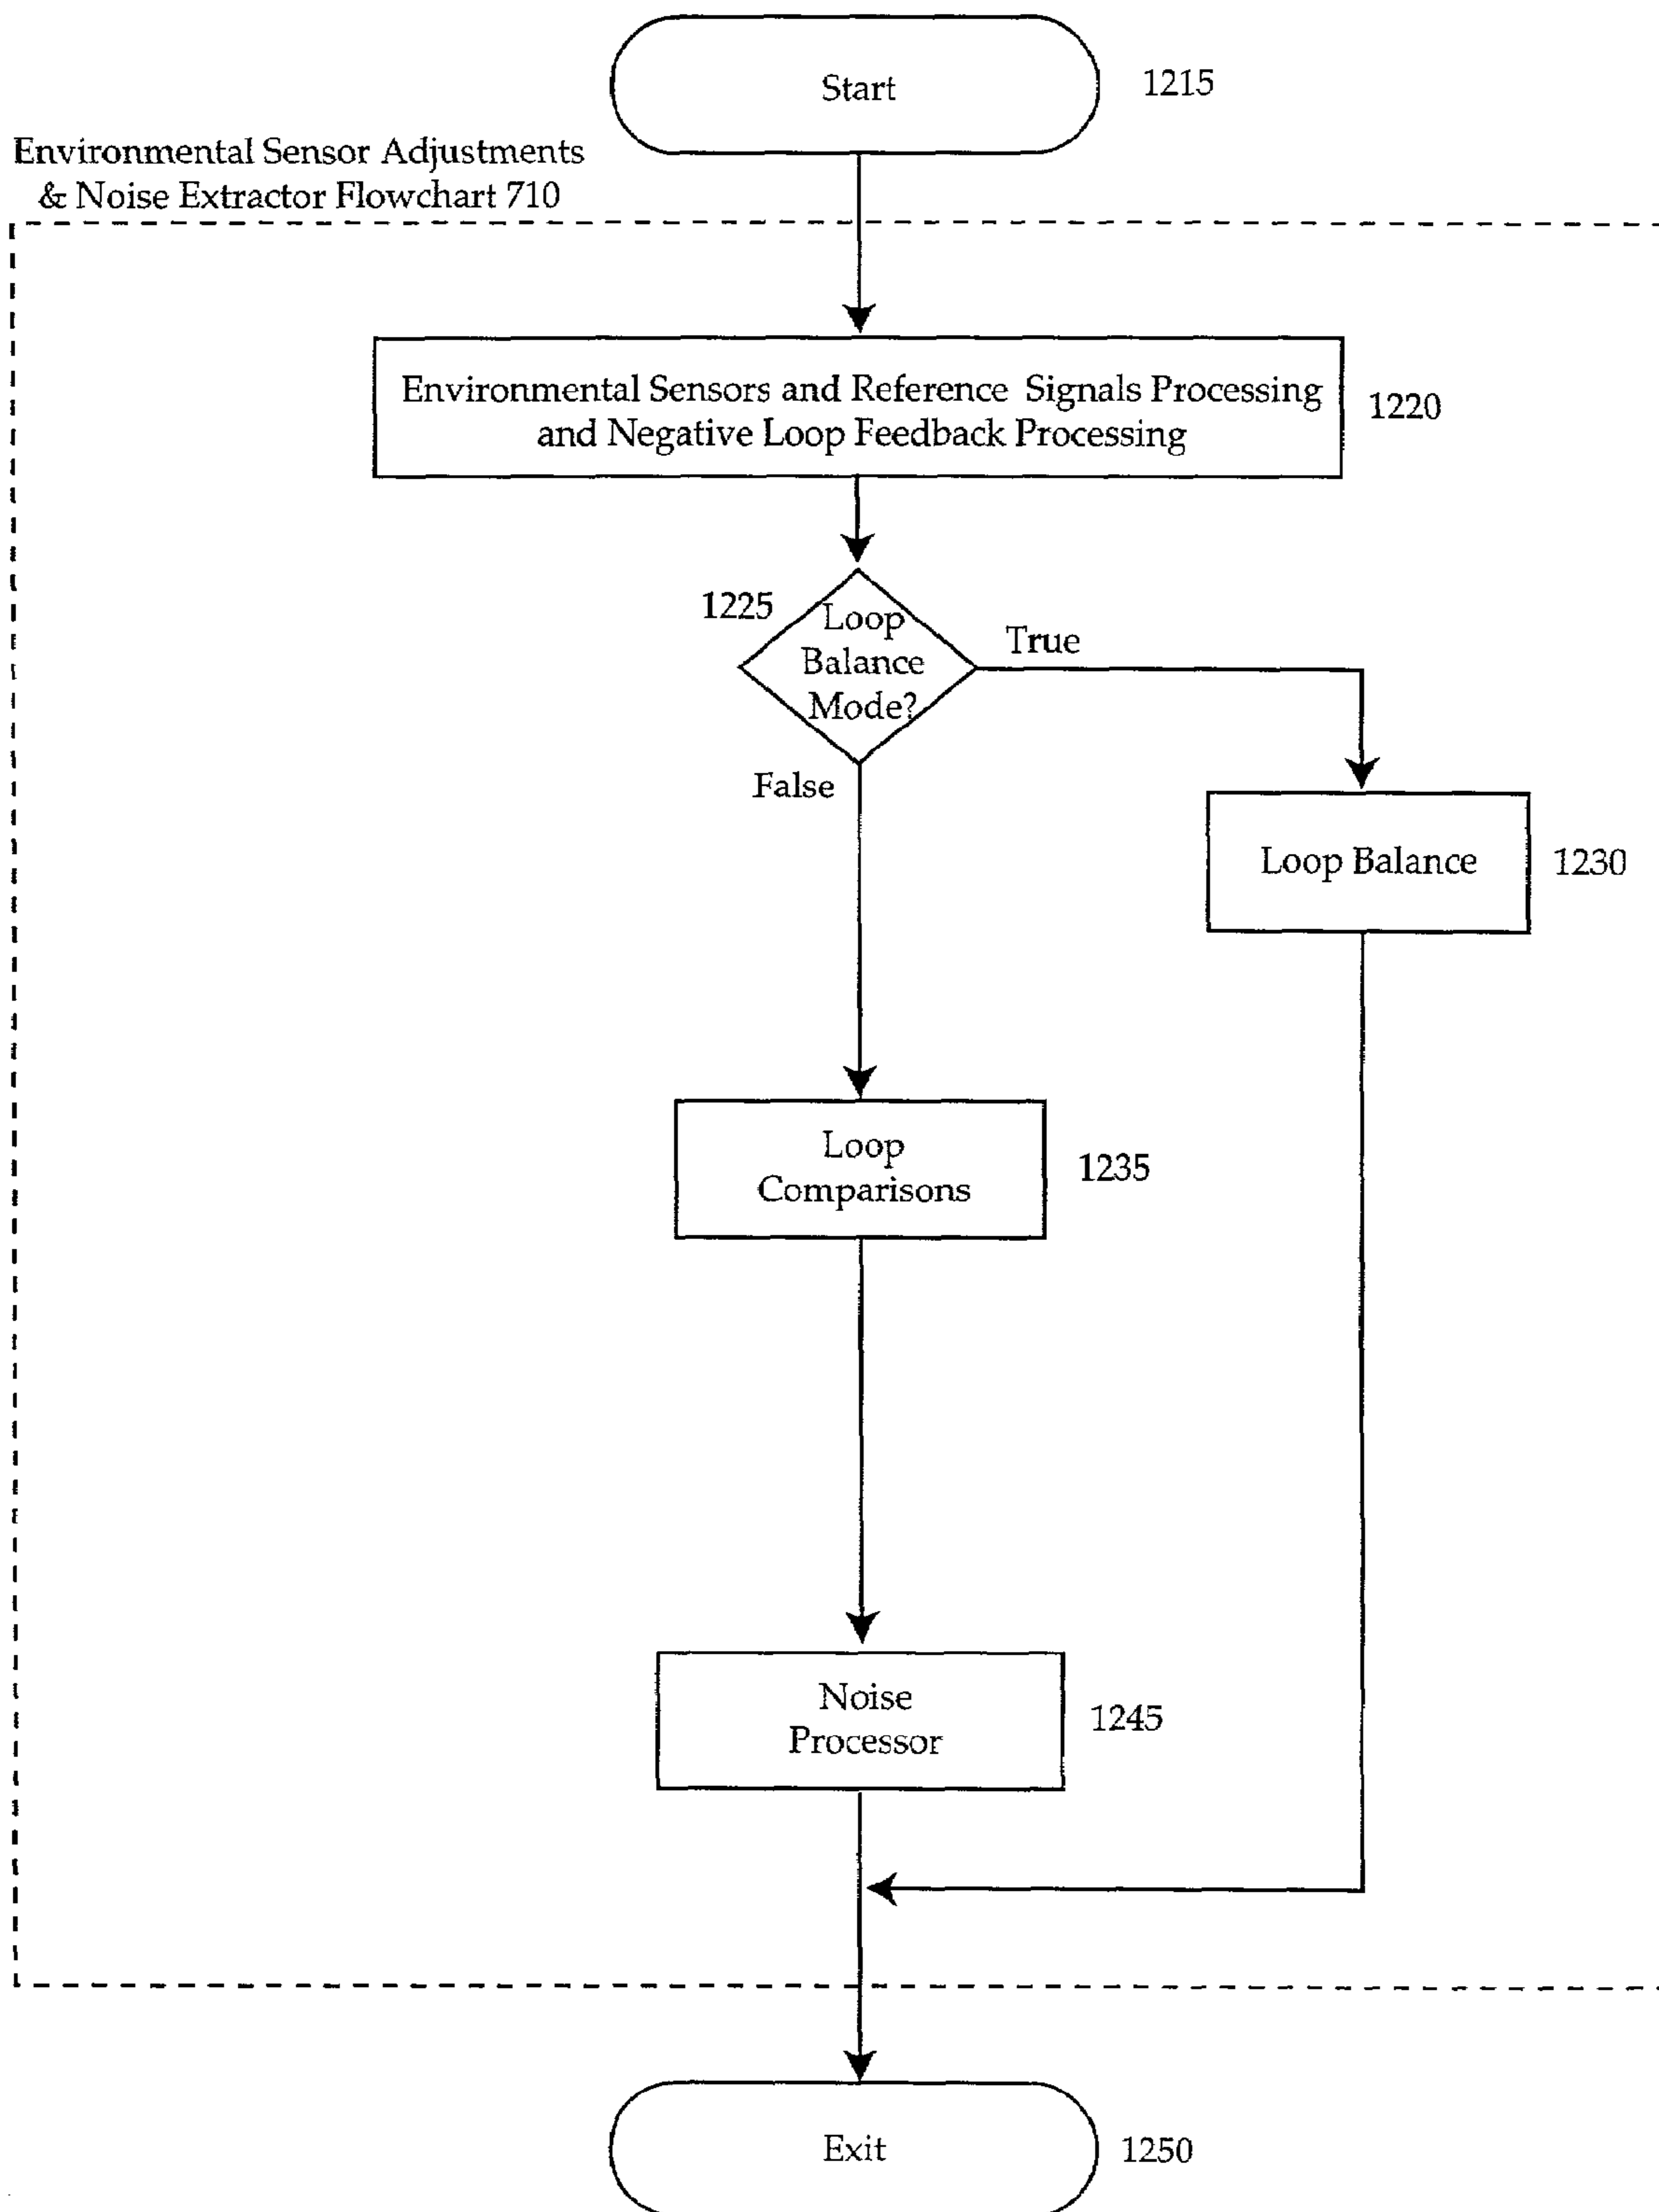 Start
1215
Environmental Sensor Adjustments
& Noise Extractor Flowchart 710
Environmental Sensors and Reference Signals Processing
and Negative Loop Feedback Processing
1220
1225
Loop
Balance
Mode?
True
False
Loop Balance
1230
Loop
Comparisons
1235
Noise
Processor
1245
Exit
1250